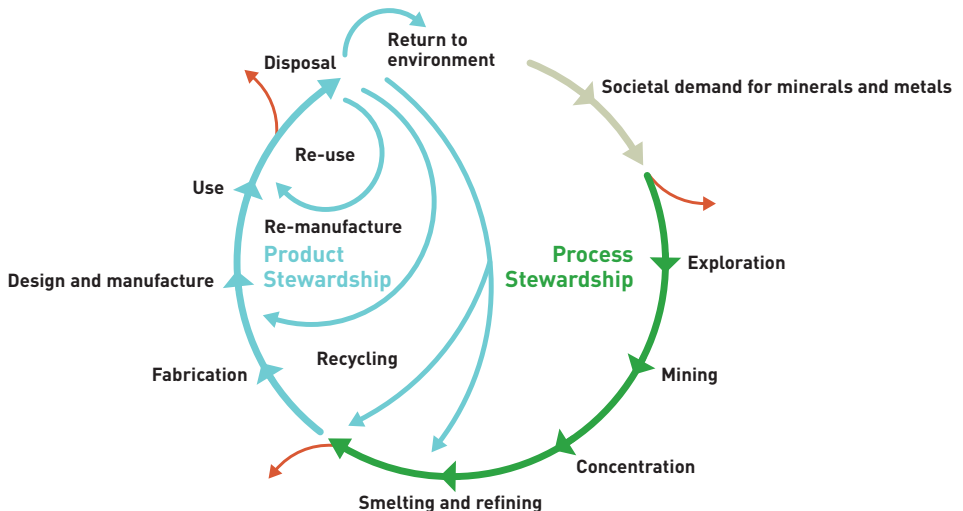 Return to
environment
Disposal
Societal demand for minerals and metals
Re-use
Use
Re-manufacture
Product
Stewardship
Process
Stewardship
Exploration
Design and manufacture
Recycling
Fabrication
Mining
Concentration
Smelting and refining